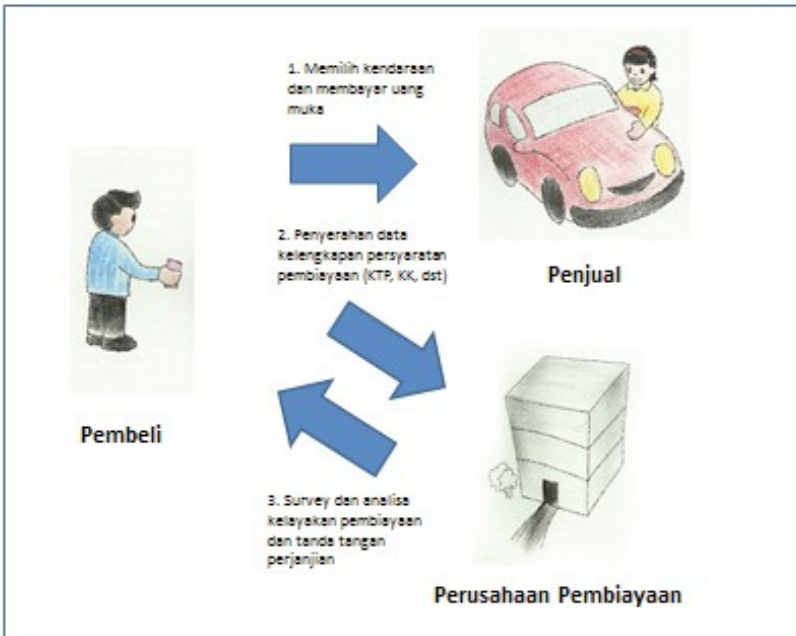 1. Memilih kendaraan
dan membayar uang
muka
2. Penyerahan data
kelengkapan persyaratan
pembiayaan (KTP, KK, dst)
Penjual
Pembeli
3. Survey dan analisa
kelayakan pembiayaan
dan tanda tangan
perjanjian
Perusahaan Pembiayaan